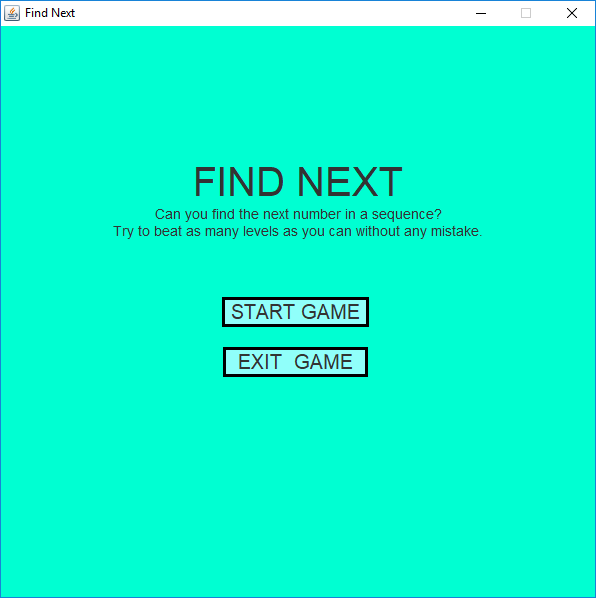 Find Next
FIND NEXT
Can you find the next number in a sequence?
Try to beat as many levels as you can without any mistake.
START GAME
EXIT GAME